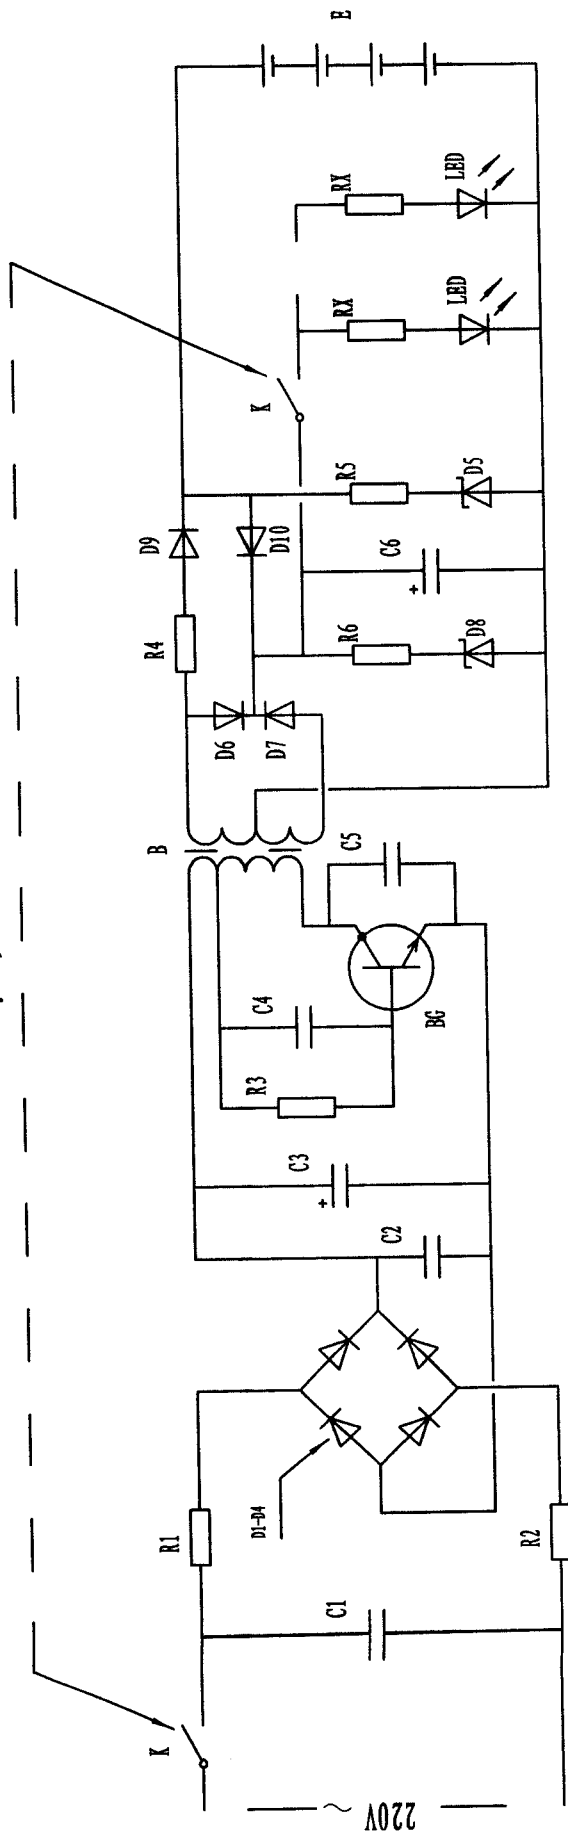 220V ~
K
R1
C1
R2
D1-D4
C2
C3
R3
C4
BG
C5
B
D6
D7
R4
D9
D10
R6
D8
C6
R5
D5
K
RX
LED
RX
LED
E